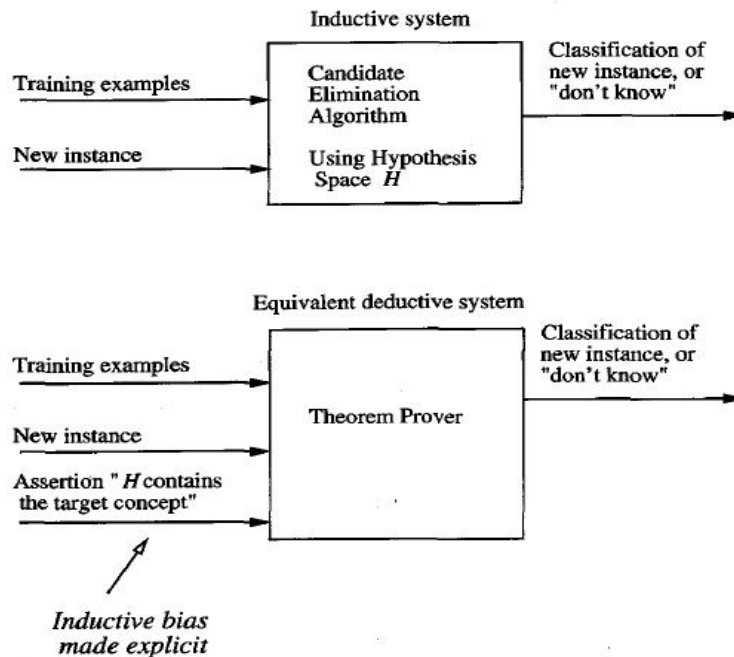 Inductive system
Training examples
New instance
Candidate
Elimination
Algorithm
Using Hypothesis
Space H
Classification of
new instance, or
"don't know"
Equivalent deductive system
Training examples
New instance
Assertion " H contains
the target concept"
Theorem Prover
Classification of
new instance, or
"don't know"
Inductive bias
made explicit